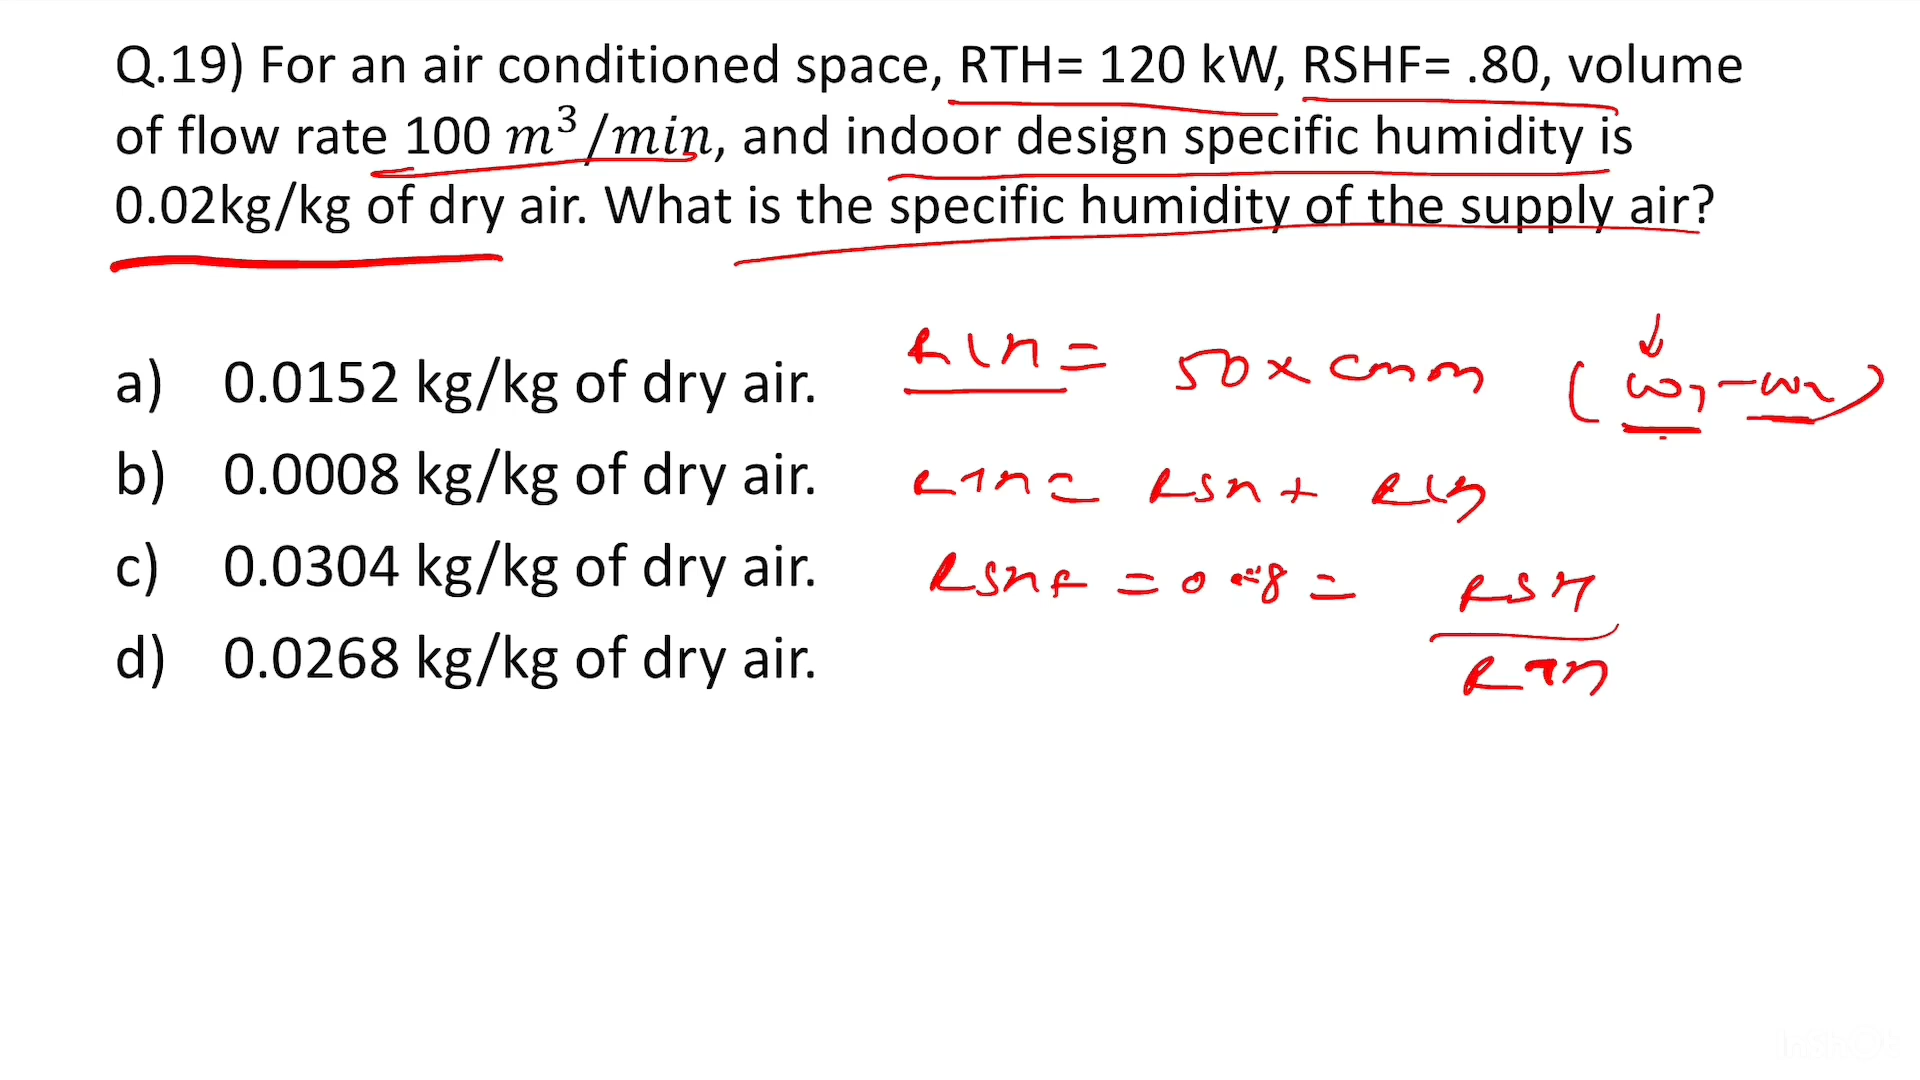 Q.19) For an air conditioned space, RTH= 120 kW, RSHF= .80, volume
of flow rate 100 m³/min, and indoor design specific humidity is
0.02kg/kg of dry air. What is the specific humidity of the supply air?
a) 0.0152 kg/kg of dry air.
b) 0.0008 kg/kg of dry air.
c) 0.0304 kg/kg of dry air.
d) 0.0268 kg/kg of dry air.
RLH = 50 x cmm (ω₁-ω₂)
RTH = RSH + RLH
RSHF = 0.8 = RSH
RTH